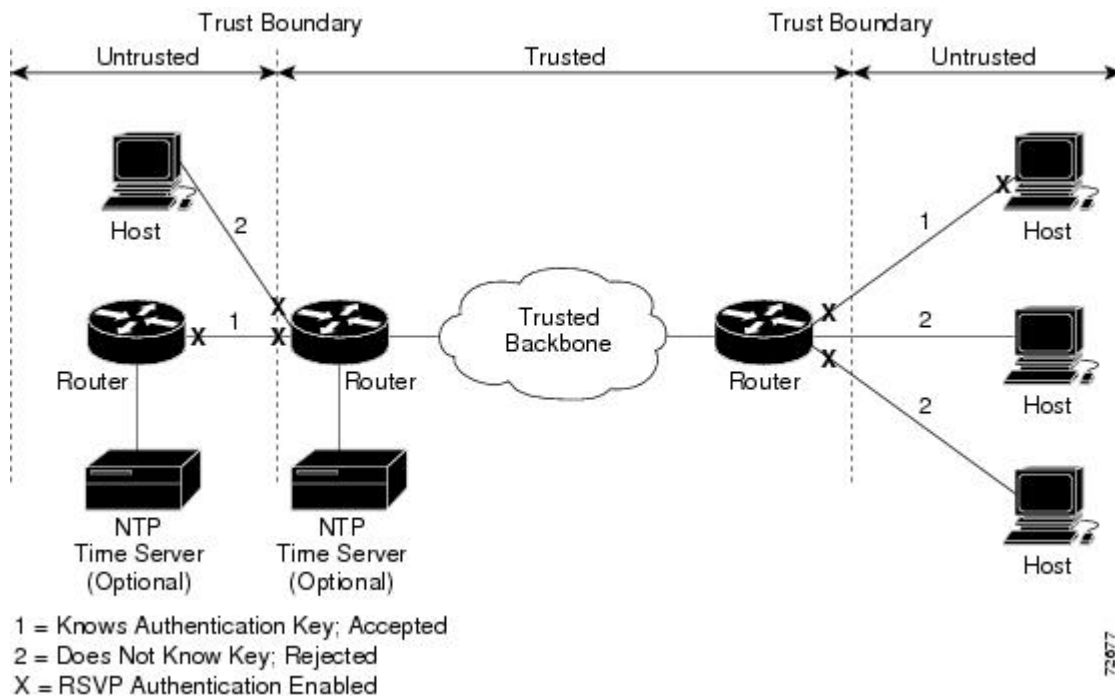 Trust Boundary
Trust Boundary
Untrusted
Trusted
Untrusted
Host
2
X
X
1
X
Router
Router
NTP
Time Server
(Optional)
NTP
Time Server
(Optional)
Trusted
Backbone
Router
X
X
1
X
Host
2
Host
2
Host
1 = Knows Authentication Key; Accepted
2 = Does Not Know Key; Rejected
X = RSVP Authentication Enabled
72677